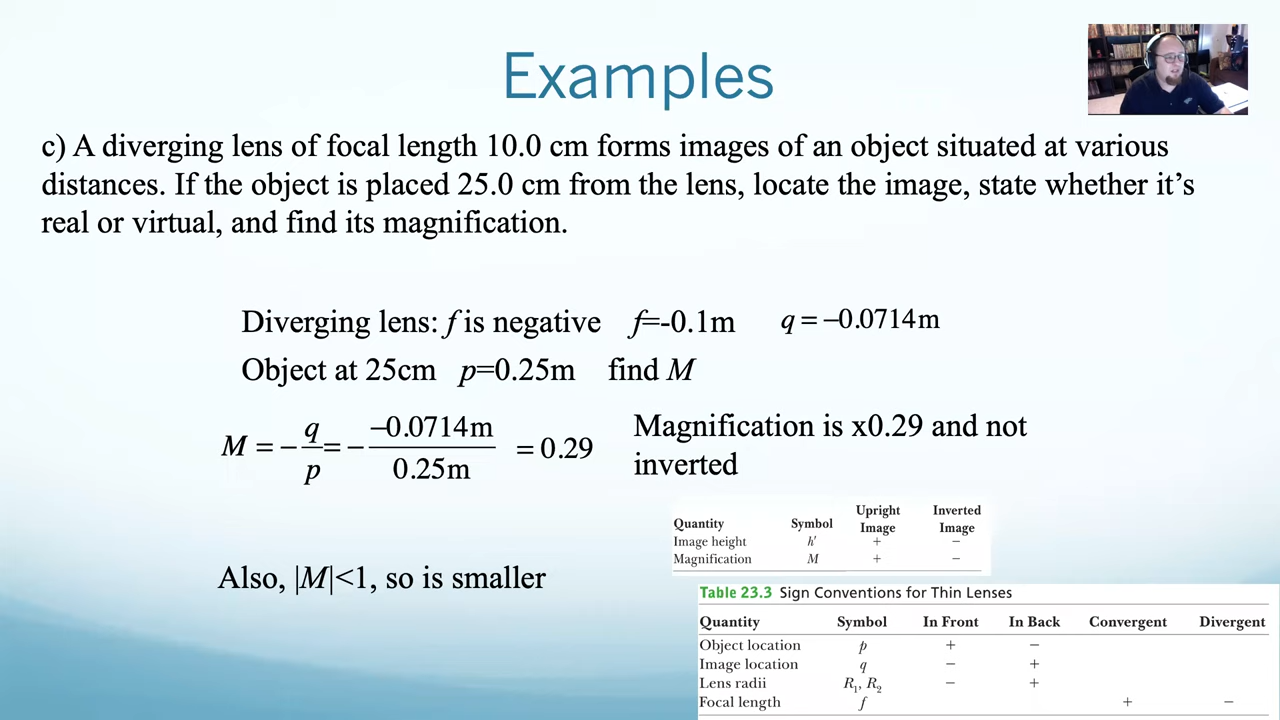 Examples
c) A diverging lens of focal length 10.0 cm forms images of an object situated at various
distances. If the object is placed 25.0 cm from the lens, locate the image, state whether it’s
real or virtual, and find its magnification.
Diverging lens: f is negative f=-0.1m q = −0.0714m
Object at 25cm p=0.25m find M
M = − q/p = − −0.0714m/0.25m = 0.29
Magnification is x0.29 and not
inverted
Also, |M|<1, so is smaller
Quantity Symbol Upright Image Inverted Image
Image height h′ + −
Magnification M + −
Table 23.3 Sign Conventions for Thin Lenses
Quantity Symbol In Front In Back Convergent Divergent
Object location p + −
Image location q − +
Lens radii R₁, R₂ − +
Focal length f + −